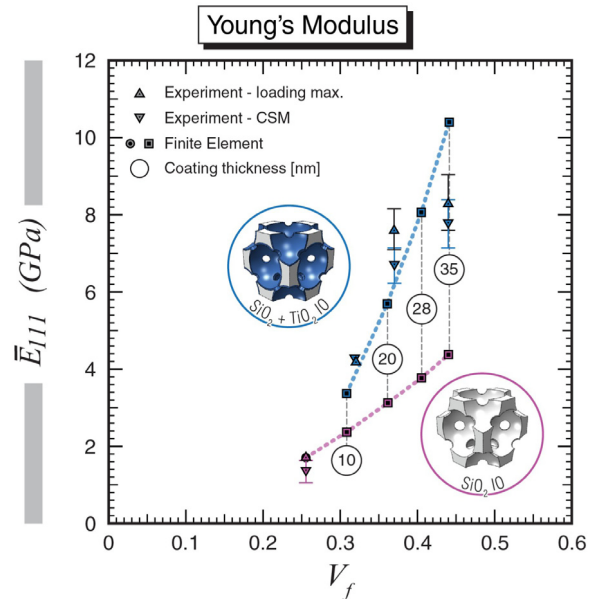 Young's Modulus
Experiment - loading max.
Experiment - CSM
Finite Element
Coating thickness [nm]
SiO2 + TiO2 IO
SiO2 IO
10
20
28
35
12
10
8
6
4
2
0
0
0.1
0.2
0.3
0.4
0.5
0.6
Ē111 (GPa)
Vf